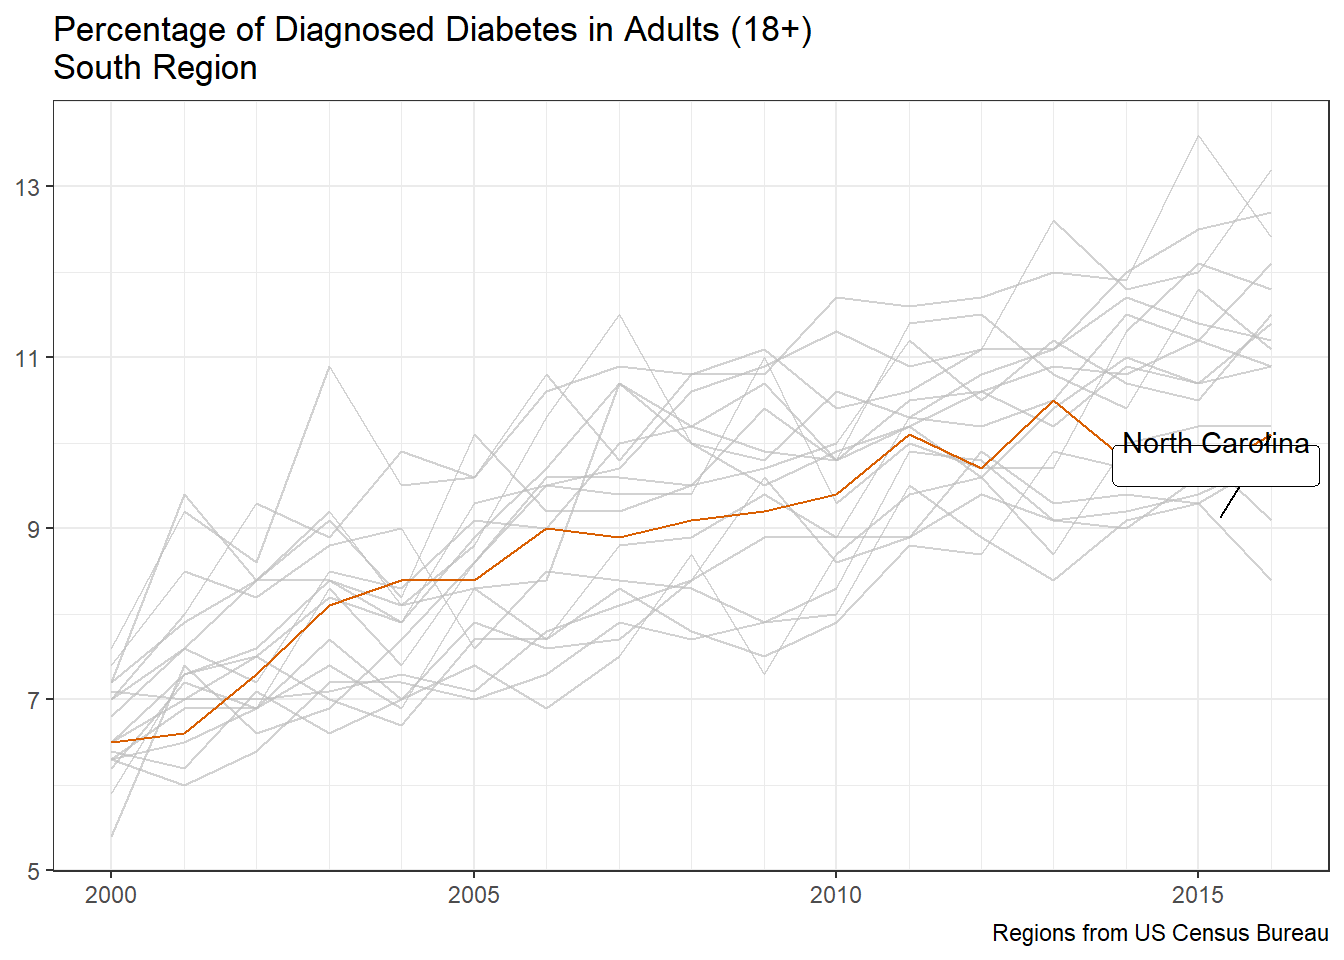 Percentage of Diagnosed Diabetes in Adults (18+)
South Region
13
11
9
7
5
North Carolina
2000
2005
2010
2015
Regions from US Census Bureau